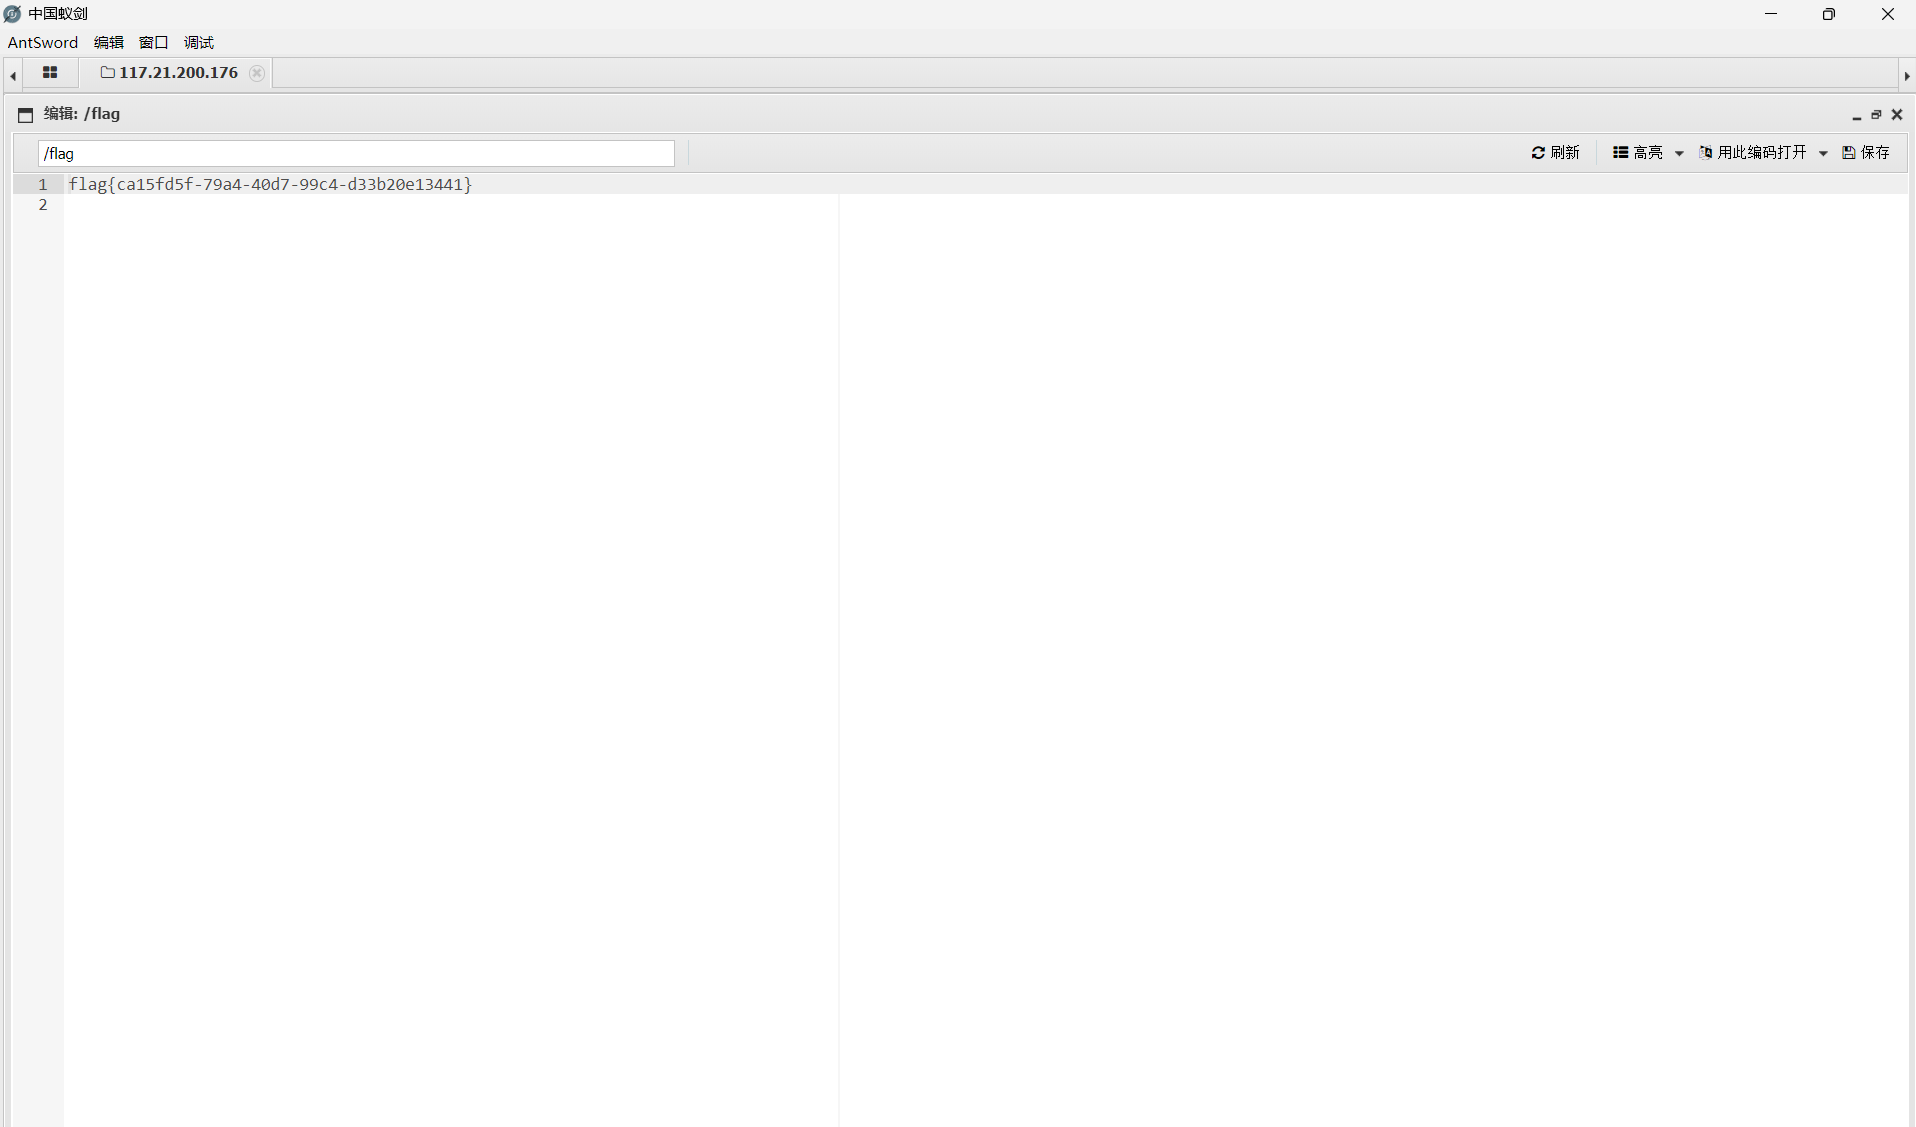 中国蚁剑
AntSword 编辑 窗口 调试
117.21.200.176
编辑: /flag
/flag 刷新 高亮 用此编码打开 保存
1 flag{ca15fd5f-79a4-40d7-99c4-d33b20e13441}
2